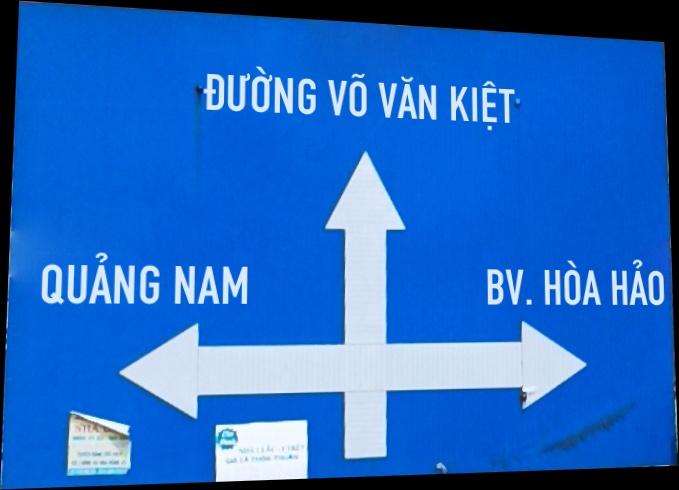 ĐƯỜNG VÕ VĂN KIỆT
QUẢNG NAM
BV. HÒA HẢO